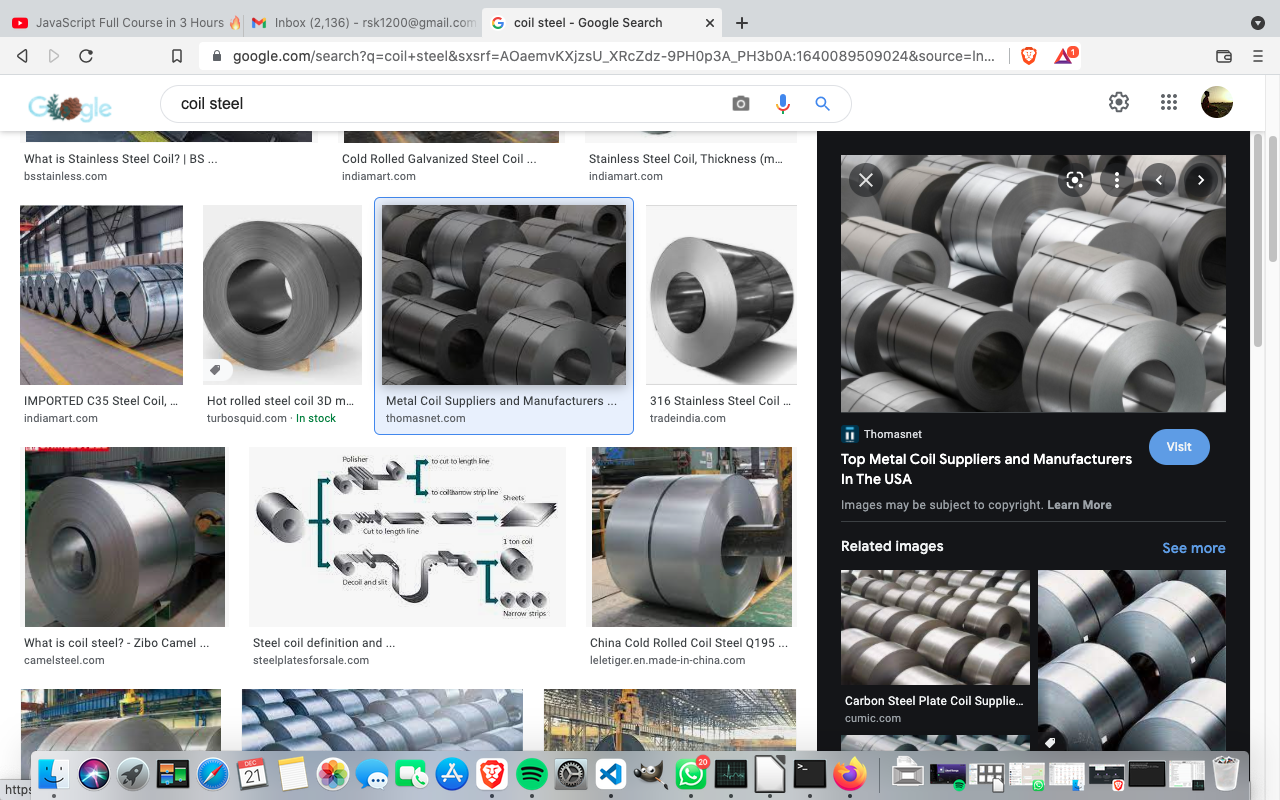 JavaScript Full Course in 3 Hours
Inbox (2,136) - rsk1200@gmail.com
coil steel - Google Search
google.com/search?q=coil+steel&sxsrf=AOaemvKXjzsU_XRcZdz-9PH0p3A_PH3b0A:1640089509024&source=ln...
1
Google
coil steel
What is Stainless Steel Coil? | BS ...
bsstainless.com
Cold Rolled Galvanized Steel Coil ...
indiamart.com
Stainless Steel Coil, Thickness (m...
indiamart.com
IMPORTED C35 Steel Coil, ...
indiamart.com
Hot rolled steel coil 3D m...
turbosquid.com · In stock
Metal Coil Suppliers and Manufacturers ...
thomasnet.com
316 Stainless Steel Coil ...
tradeindia.com
Thomasnet
Visit
Top Metal Coil Suppliers and Manufacturers
In The USA
Images may be subject to copyright. Learn More
Related images
See more
Polisher
to cut to length line
to coil\narrow strip line
Sheets
Cut to length line
1 ton coil
Decoil and slit
Narrow strips
What is coil steel? - Zibo Camel ...
camelsteel.com
Steel coil definition and ...
steelplatesforsale.com
China Cold Rolled Coil Steel Q195 ...
leletiger.en.made-in-china.com
Carbon Steel Plate Coil Supplie...
cumic.com
DEC
21
20
https